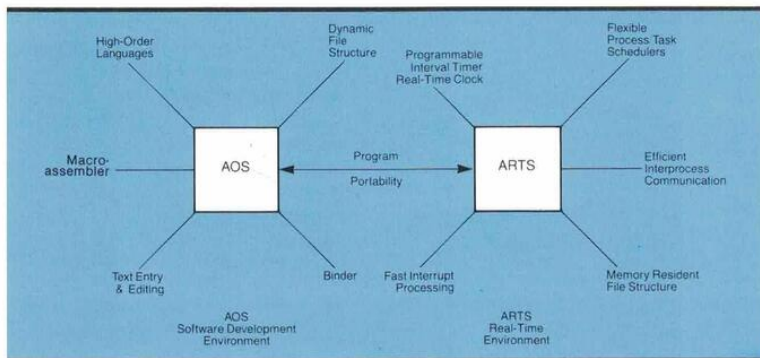 High-Order
Languages
Dynamic
File
Structure
Macro-
assembler
AOS
Text Entry
& Editing
Binder
AOS
Software Development
Environment
Program
Portability
Programmable
Interval Timer
Real-Time Clock
Flexible
Process Task
Schedulers
ARTS
Efficient
Interprocess
Communication
Fast Interrupt
Processing
Memory Resident
File Structure
ARTS
Real-Time
Environment